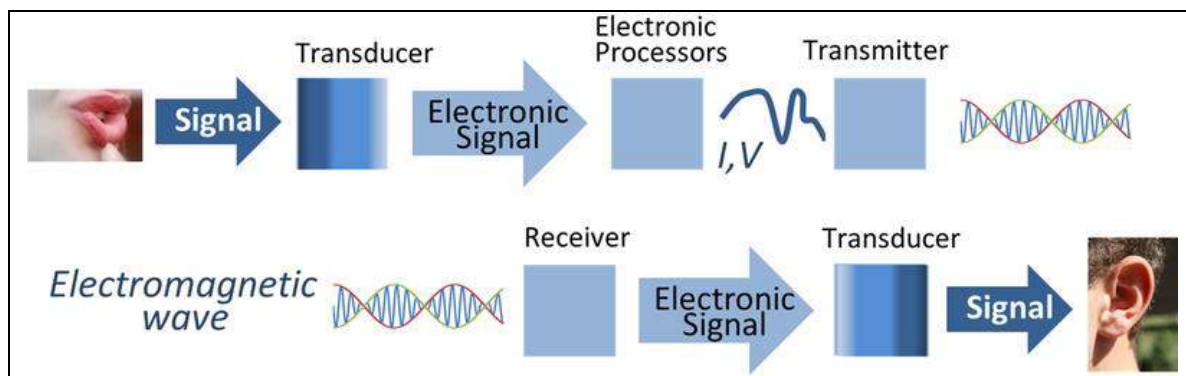 Electronic
Transducer Processors Transmitter
Signal
Electronic
Signal
I, V
Receiver Transducer
Electromagnetic
wave
Electronic
Signal
Signal